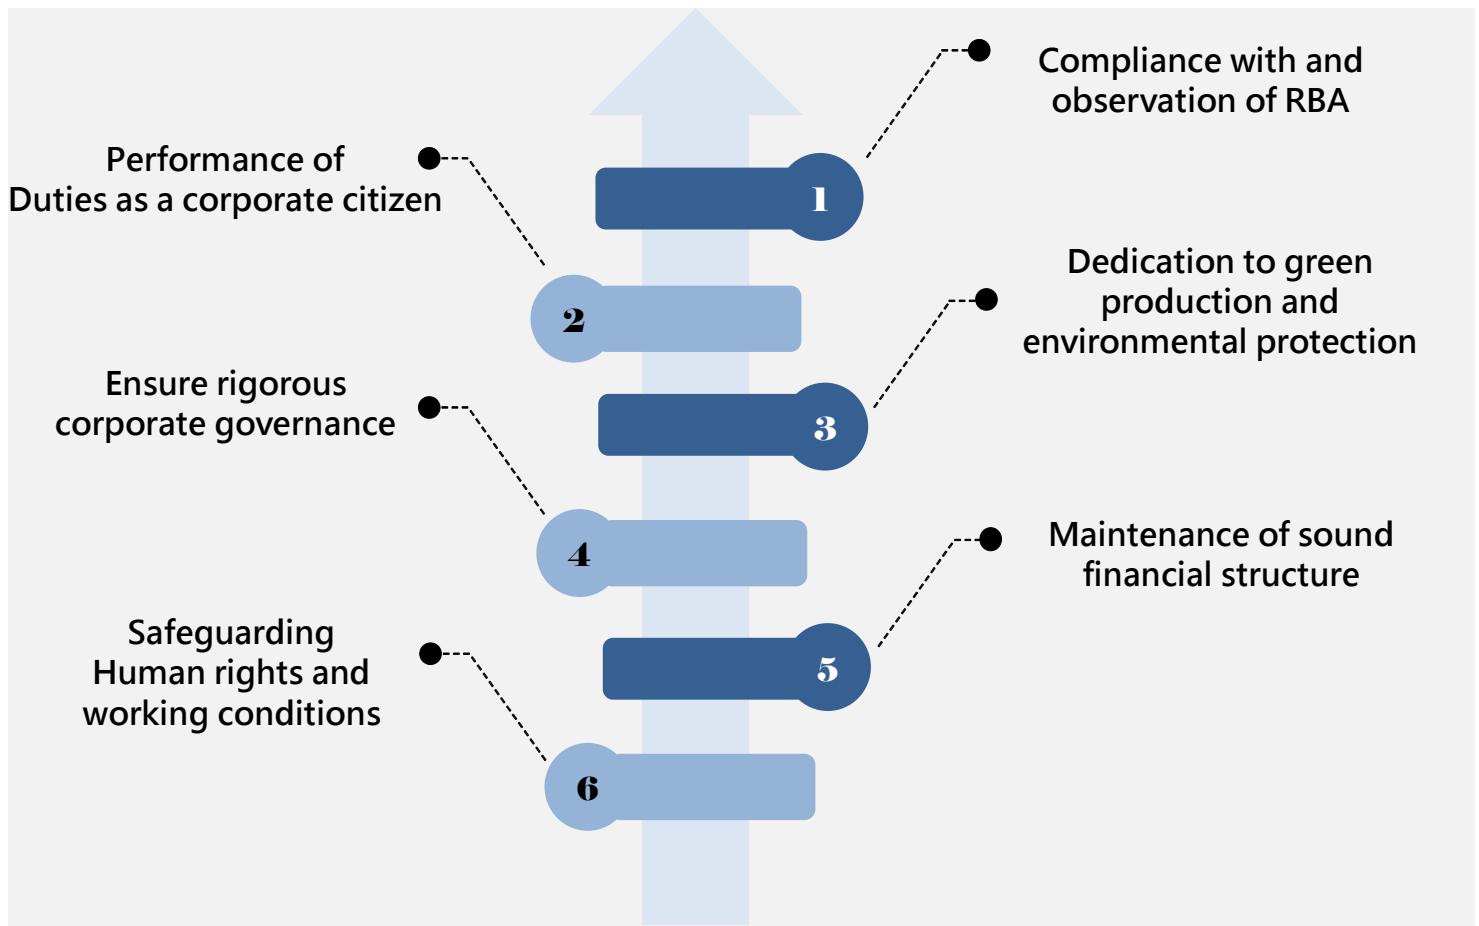 Compliance with and
observation of RBA
1
Performance of
Duties as a corporate citizen
2
Dedication to green
production and
environmental protection
3
Ensure rigorous
corporate governance
4
Maintenance of sound
financial structure
5
Safeguarding
Human rights and
working conditions
6